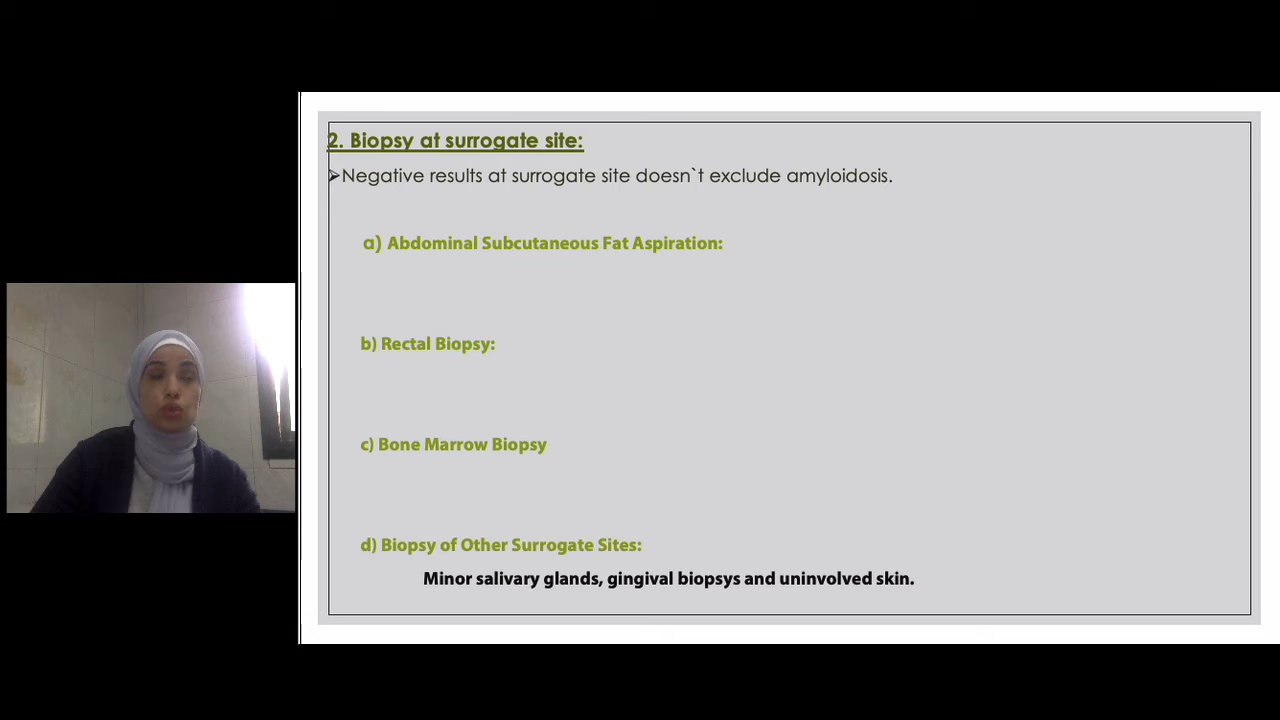 2. Biopsy at surrogate site:
➢Negative results at surrogate site doesn`t exclude amyloidosis.
a) Abdominal Subcutaneous Fat Aspiration:
b) Rectal Biopsy:
c) Bone Marrow Biopsy
d) Biopsy of Other Surrogate Sites:
Minor salivary glands, gingival biopsys and uninvolved skin.